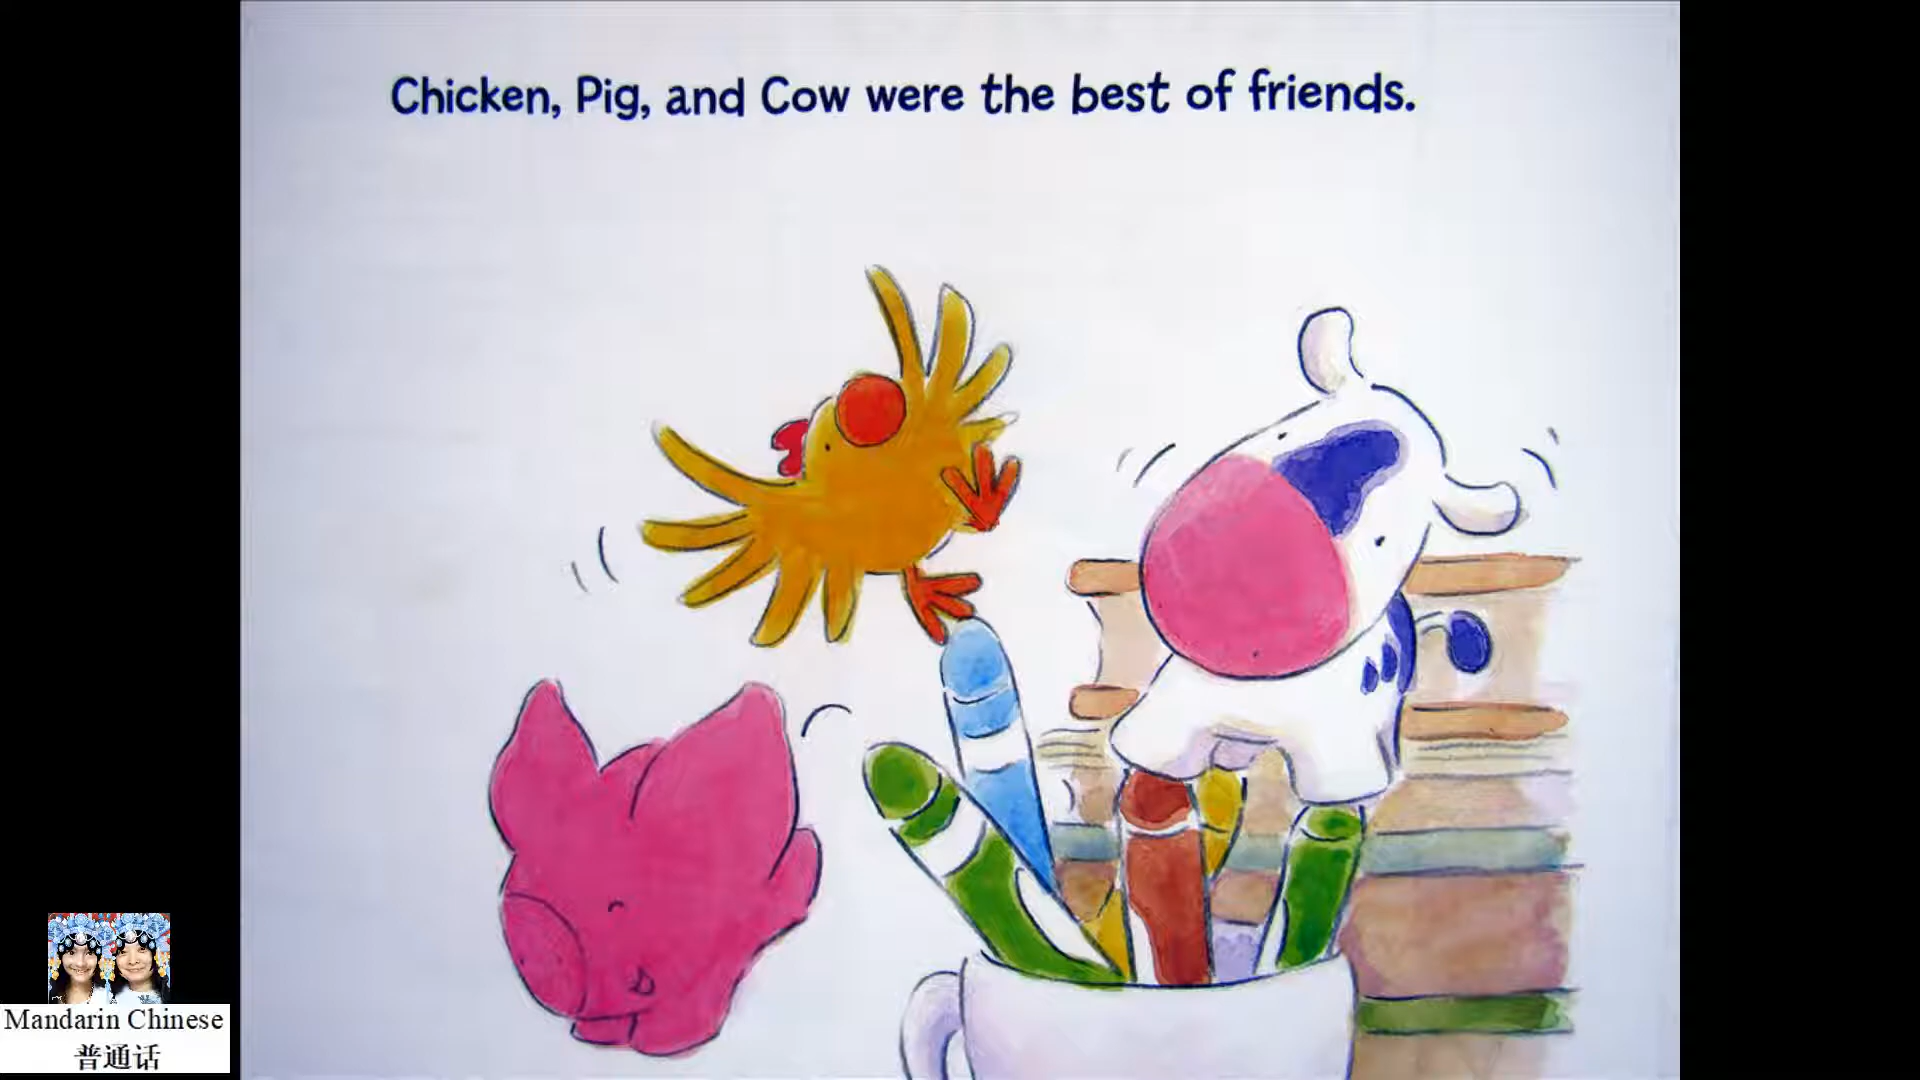 Chicken, Pig, and Cow were the best of friends.
Mandarin Chinese
普通话